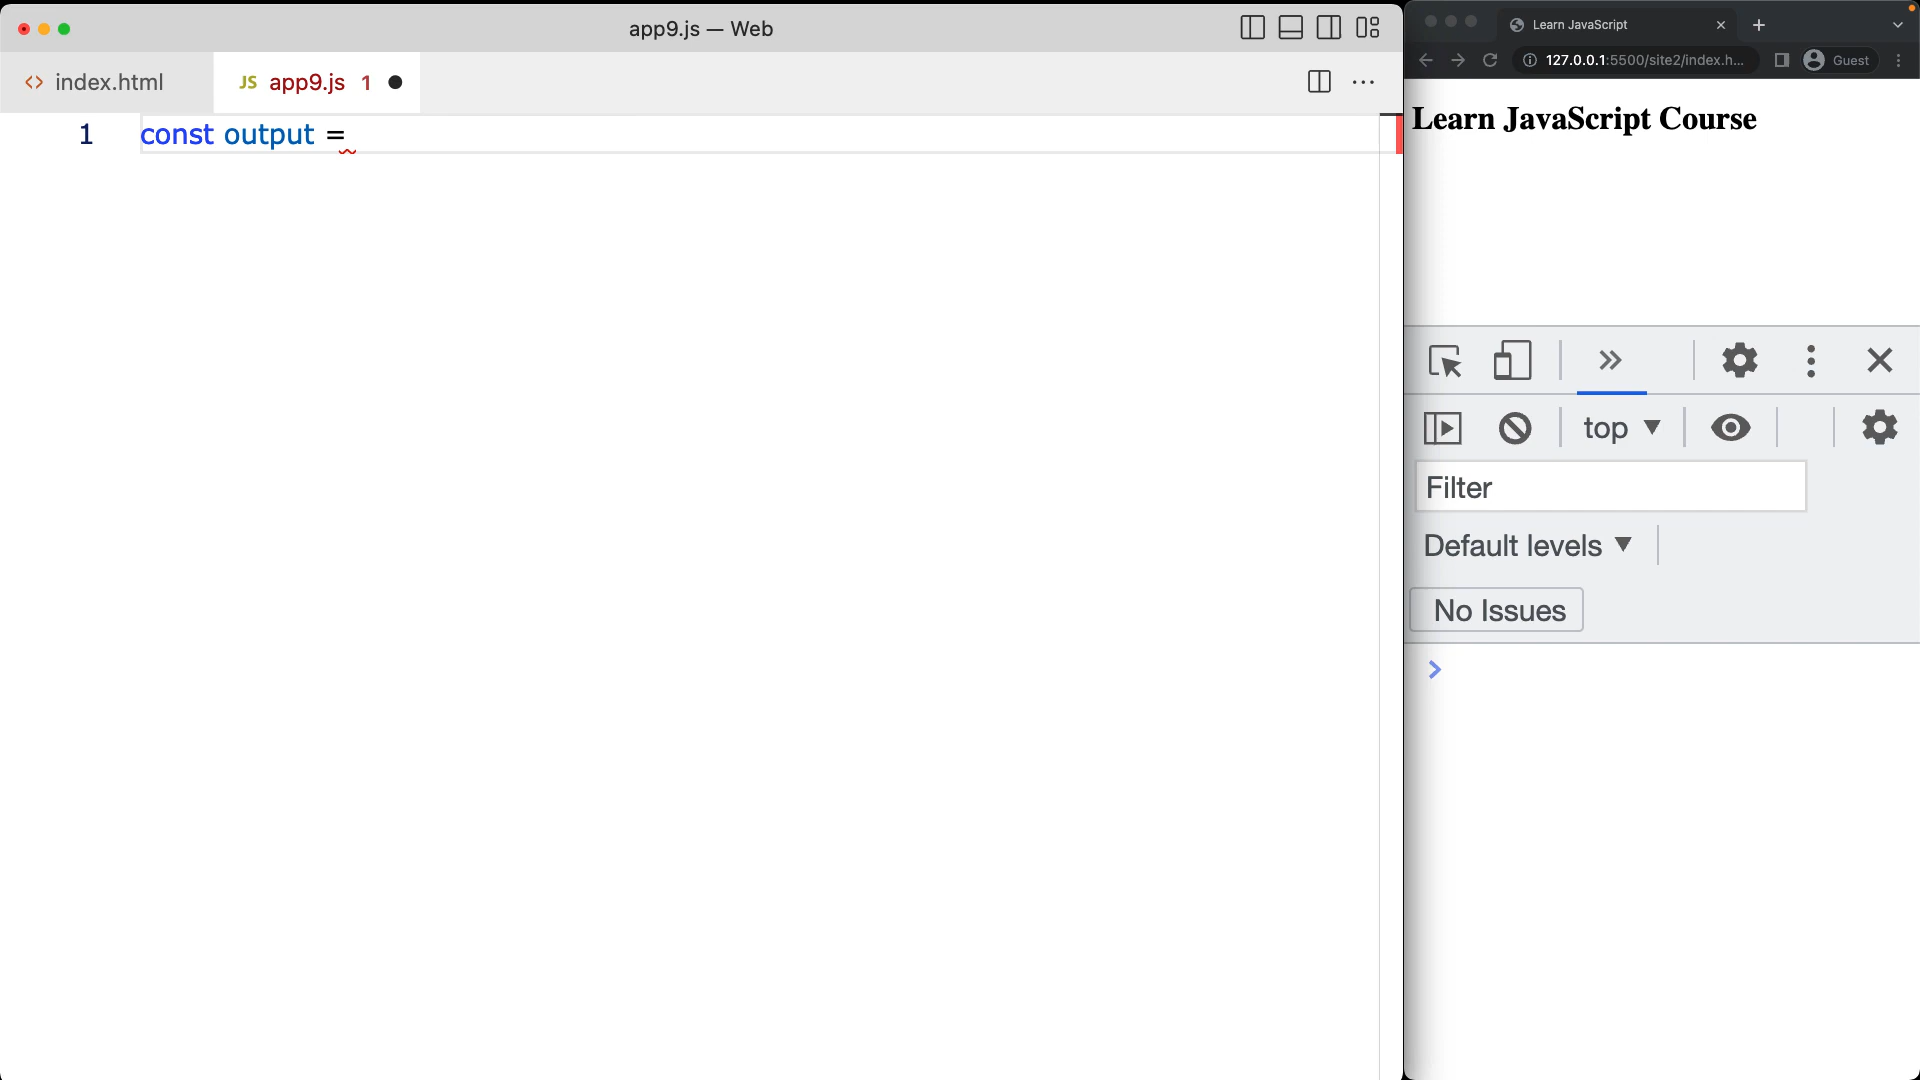 app9.js — Web
<> index.html
JS app9.js 1
1 const output =
Learn JavaScript
127.0.0.1:5500/site2/index.h...
Guest
Learn JavaScript Course
top
Filter
Default levels
No Issues